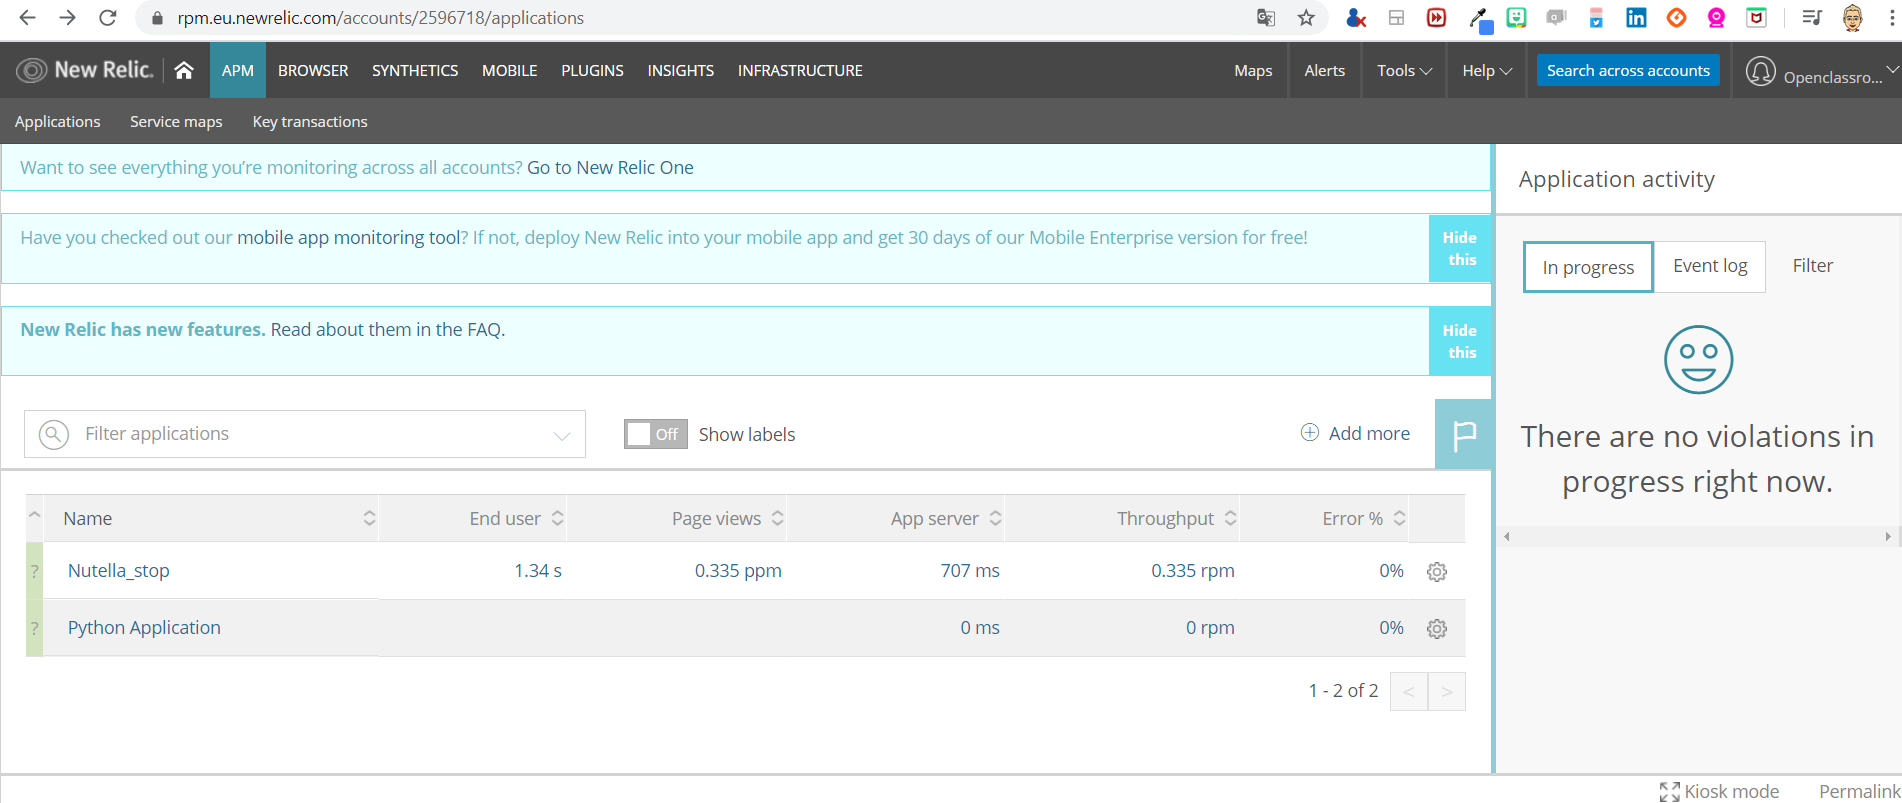 rpm.eu.newrelic.com/accounts/2596718/applications
New Relic. APM BROWSER SYNTHETICS MOBILE PLUGINS INSIGHTS INFRASTRUCTURE Maps Alerts Tools Help Search across accounts Openclassro...
Applications Service maps Key transactions
Want to see everything you’re monitoring across all accounts? Go to New Relic One
Application activity
Have you checked out our mobile app monitoring tool? If not, deploy New Relic into your mobile app and get 30 days of our Mobile Enterprise version for free!
Hide
this
In progress Event log Filter
New Relic has new features. Read about them in the FAQ.
Hide
this
There are no violations in
progress right now.
Filter applications Off Show labels Add more
Name End user Page views App server Throughput Error %
? Nutella_stop 1.34 s 0.335 ppm 707 ms 0.335 rpm 0%
? Python Application 0 ms 0 rpm 0%
1 - 2 of 2 < >
Kiosk mode Permalink